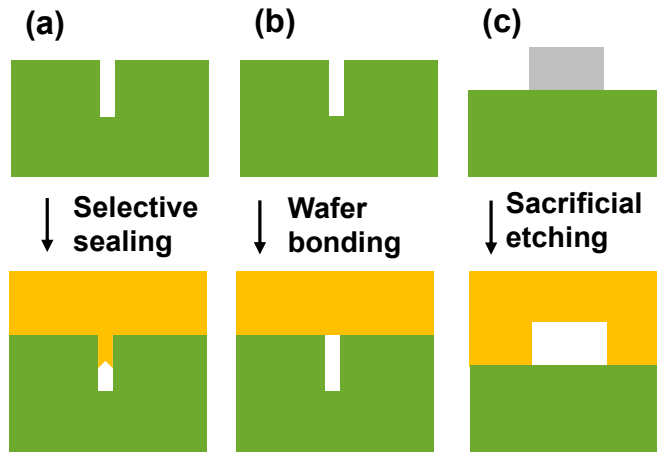 (a)
(b)
(c)
Selective
sealing
Wafer
bonding
Sacrificial
etching